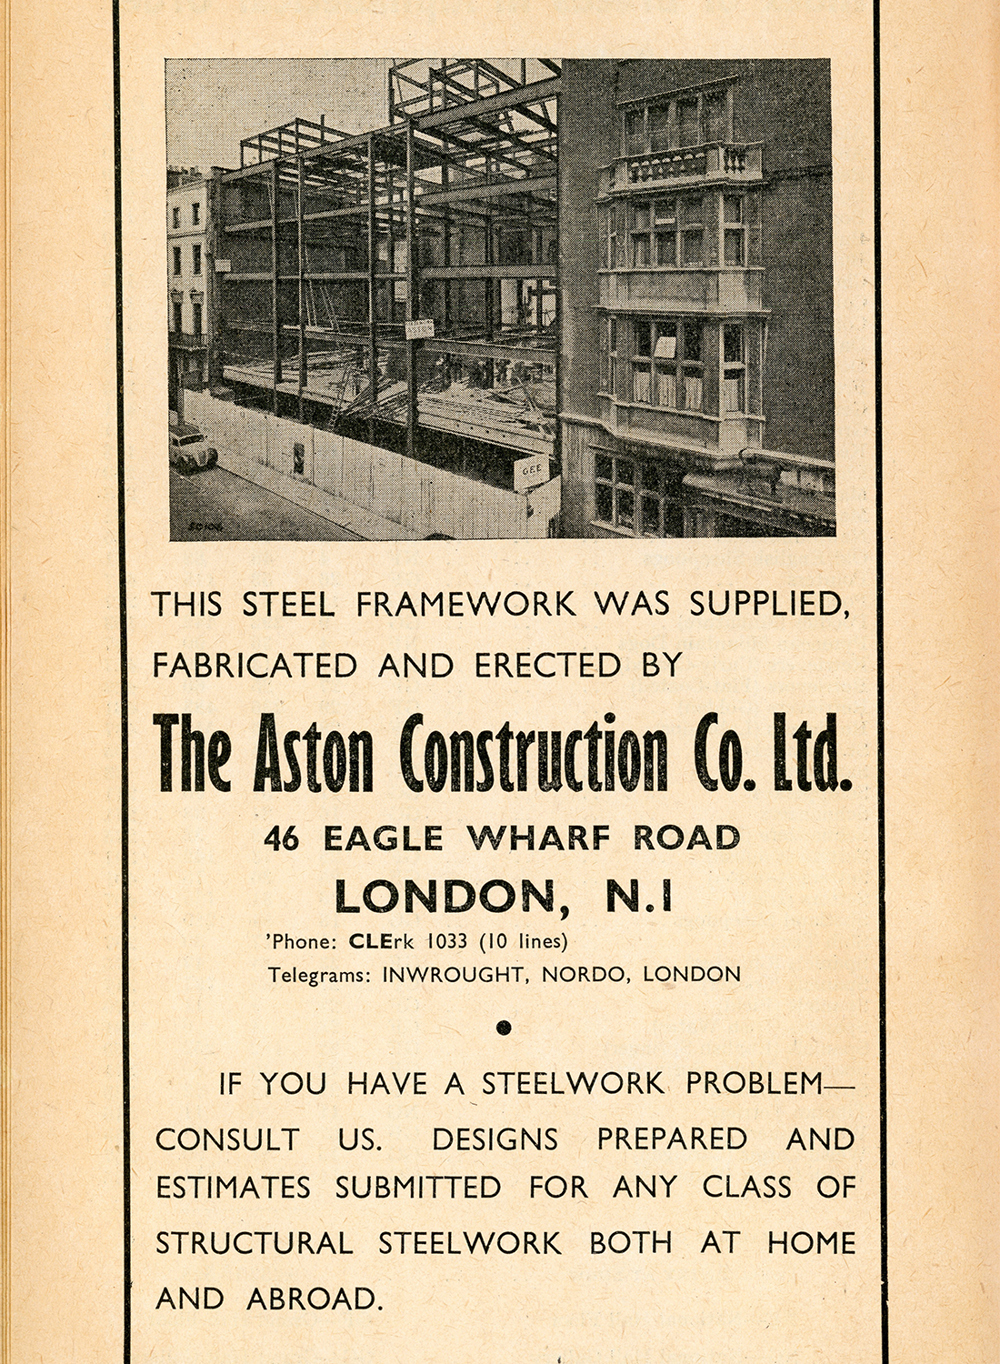 GEE
THIS STEEL FRAMEWORK WAS SUPPLIED,
FABRICATED AND ERECTED BY
The Aston Construction Co. Ltd.
46 EAGLE WHARF ROAD
LONDON, N.1
'Phone: CLErk 1033 (10 lines)
Telegrams: INWROUGHT, NORDO, LONDON
IF YOU HAVE A STEELWORK PROBLEM—
CONSULT US. DESIGNS PREPARED AND
ESTIMATES SUBMITTED FOR ANY CLASS OF
STRUCTURAL STEELWORK BOTH AT HOME
AND ABROAD.